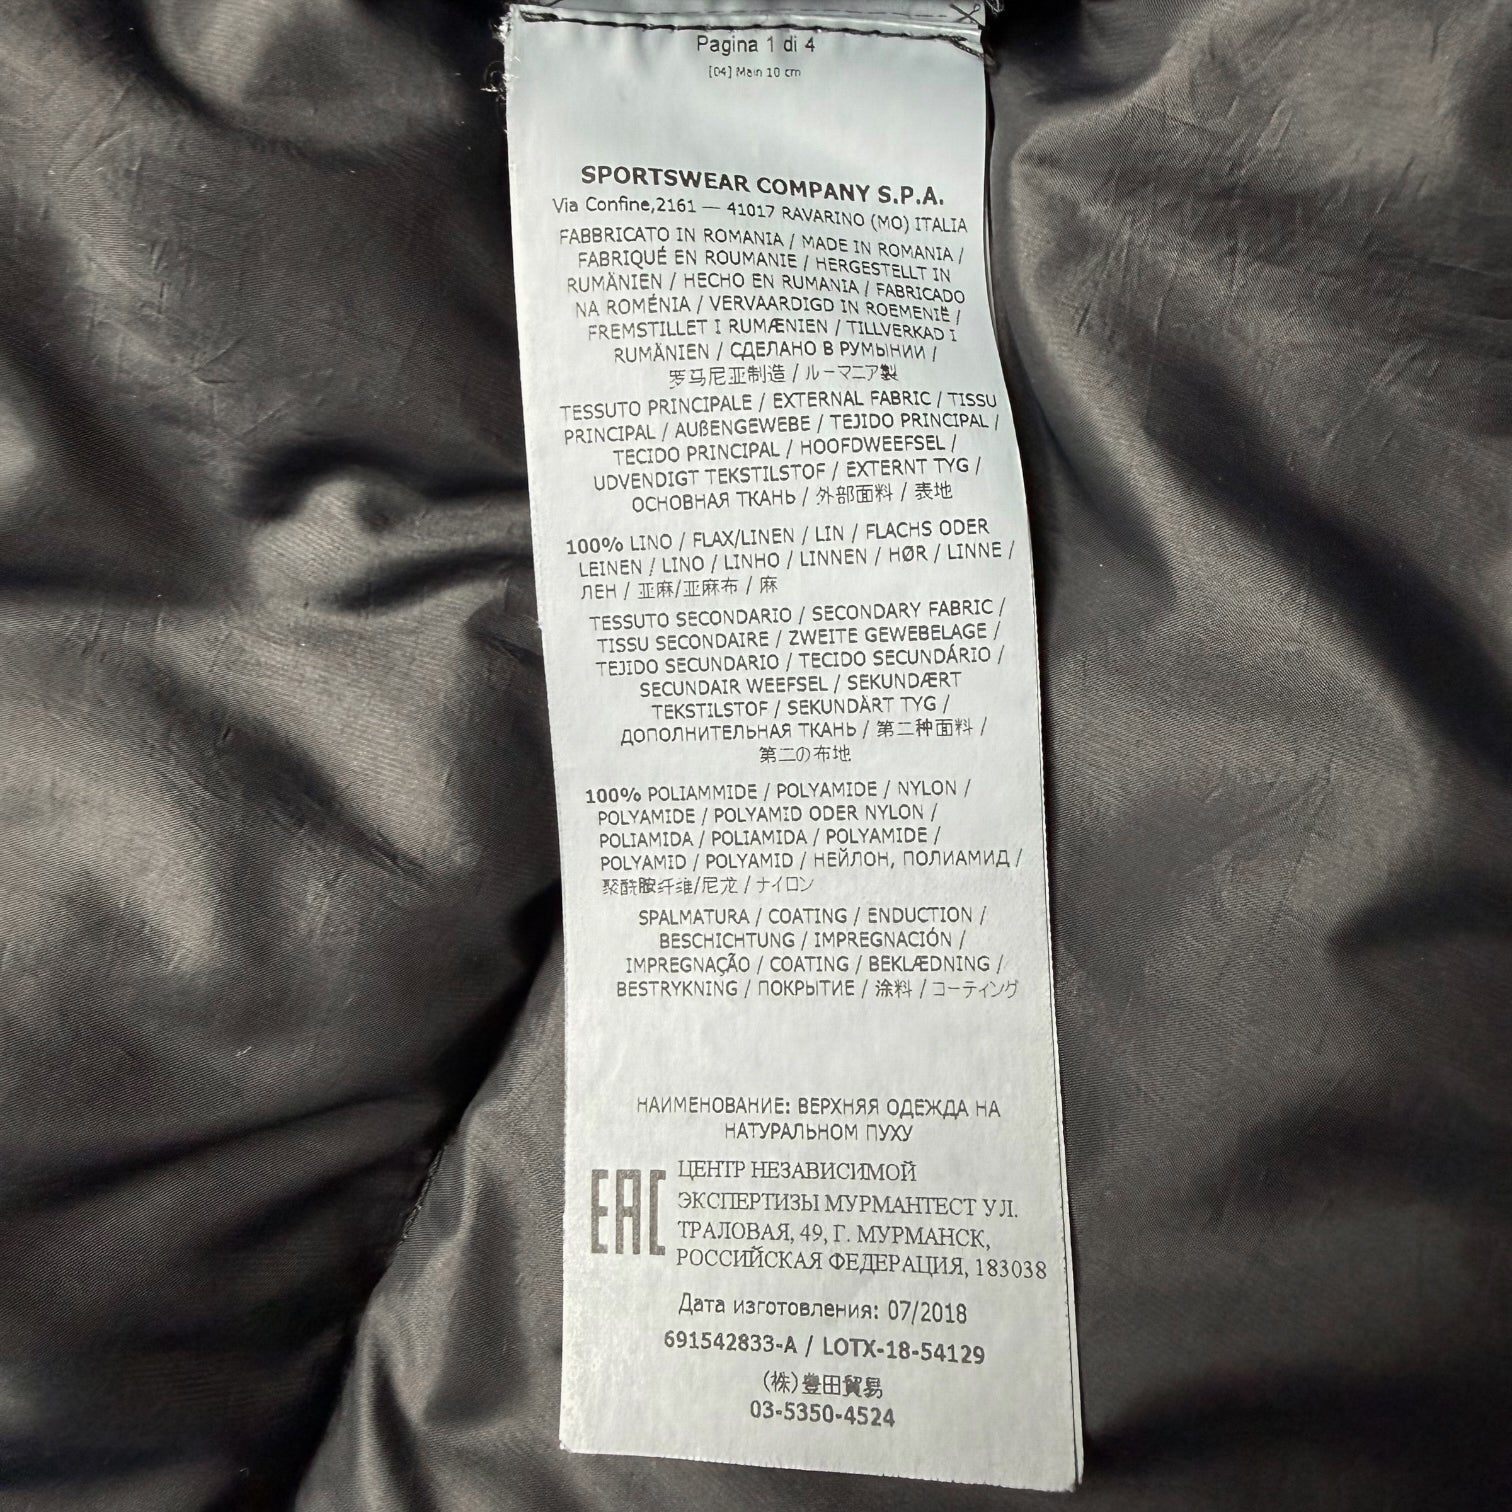 Pagina 1 di 4
[04] Main 10 cm
SPORTSWEAR COMPANY S.P.A.
Via Confine,2161 — 41017 RAVARINO (MO) ITALIA
FABBRICATO IN ROMANIA / MADE IN ROMANIA /
FABRIQUÉ EN ROUMANIE / HERGESTELLT IN
RUMÄNIEN / HECHO EN RUMANIA / FABRICADO
NA ROMÉNIA / VERVAARDIGD IN ROEMENIË /
FREMSTILLET I RUMÆNIEN / TILLVERKAD I
RUMÄNIEN / СДЕЛАНО В РУМЫНИИ /
罗马尼亚制造 / ルーマニア製
TESSUTO PRINCIPALE / EXTERNAL FABRIC / TISSU
PRINCIPAL / AUßENGEWEBE / TEJIDO PRINCIPAL /
TECIDO PRINCIPAL / HOOFDWEEFSEL /
UDVENDIGT TEKSTILSTOF / EXTERNT TYG /
ОСНОВНАЯ ТКАНЬ / 外部面料 / 表地
100% LINO / FLAX/LINEN / LIN / FLACHS ODER
LEINEN / LINO / LINHO / LINNEN / HØR / LINNE /
ЛЕН / 亚麻/亚麻布 / 麻
TESSUTO SECONDARIO / SECONDARY FABRIC /
TISSU SECONDAIRE / ZWEITE GEWEBELAGE /
TEJIDO SECUNDARIO / TECIDO SECUNDÁRIO /
SECUNDAIR WEEFSEL / SEKUNDÆRT
TEKSTILSTOF / SEKUNDÄRT TYG /
ДОПОЛНИТЕЛЬНАЯ ТКАНЬ / 第二种面料 /
第二の布地
100% POLIAMMIDE / POLYAMIDE / NYLON /
POLYAMIDE / POLYAMID ODER NYLON /
POLIAMIDA / POLIAMIDA / POLYAMIDE /
POLYAMID / POLYAMID / НЕЙЛОН, ПОЛИАМИД /
聚酰胺纤维/尼龙 / ナイロン
SPALMATURA / COATING / ENDUCTION /
BESCHICHTUNG / IMPREGNACIÓN /
IMPREGNAÇÃO / COATING / BEKLÆDNING /
BESTRYKNING / ПОКРЫТИЕ / 涂料 / コーティング
НАИМЕНОВАНИЕ: ВЕРХНЯЯ ОДЕЖДА НА
НАТУРАЛЬНОМ ПУХУ
EAC
ЦЕНТР НЕЗАВИСИМОЙ
ЭКСПЕРТИЗЫ МУРМАНТЕСТ УЛ.
ТРАЛОВАЯ, 49, Г. МУРМАНСК,
РОССИЙСКАЯ ФЕДЕРАЦИЯ, 183038
Дата изготовления: 07/2018
691542833-A / LOTX-18-54129
(株)豊田貿易
03-5350-4524